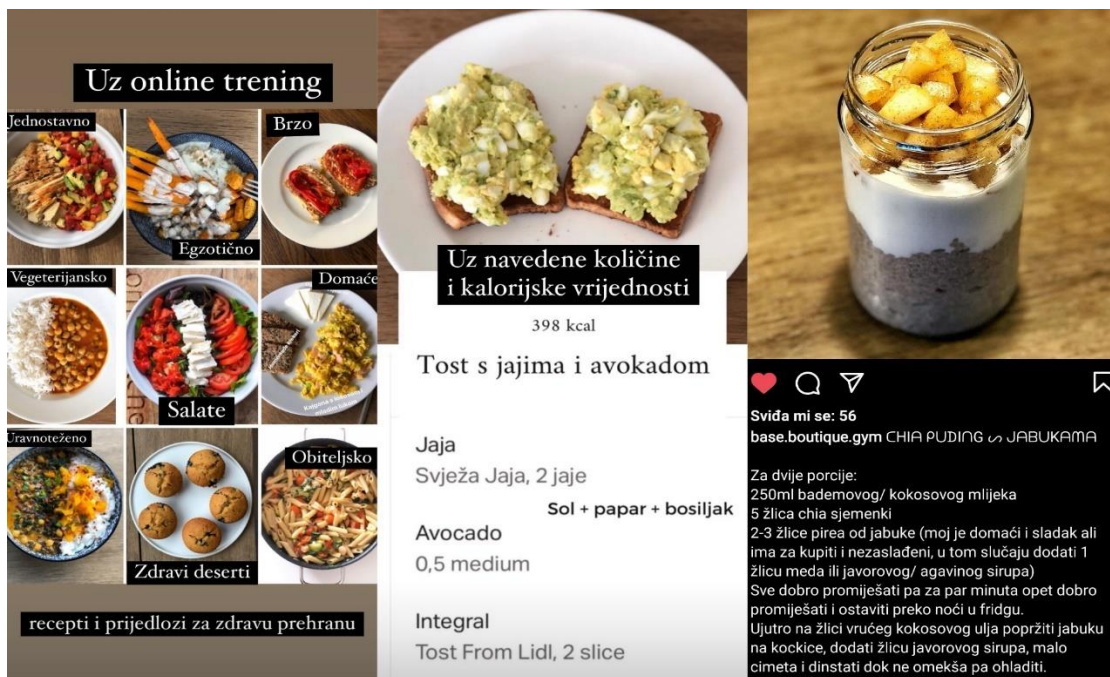 Uz online trening
Jednostavno
Brzo
Egzotično
Vegeterijansko
Domaće
Salate
Uravnoteženo
Obiteljsko
Zdravi deserti
recepti i prijedlozi za zdravu prehranu
Uz navedene količine
i kalorijske vrijednosti
398 kcal
Tost s jajima i avokadom
Jaja
Svježa Jaja, 2 jaje
Sol + papar + bosiljak
Avocado
0,5 medium
Integral
Tost From Lidl, 2 slice
Sviđa mi se: 56
base.boutique.gym CHIA PUDING s JABUKAMA
Za dvije porcije:
250ml bademovog/ kokosovog mlijeka
5 žlica chia sjemenki
2-3 žlice pirea od jabuke (moj je domaći i sladak ali
ima za kupiti i nezaslađeni, u tom slučaju dodati 1
žlicu meda ili javorovog/ agavinog sirupa)
Sve dobro promiješati pa za par minuta opet dobro
promiješati i ostaviti preko noći u fridgu.
Ujutro na žlici vrućeg kokosovog ulja popržiti jabuku
na kockice, dodati žlicu javorovog sirupa, malo
cimeta i dinstati dok ne omekša pa ohladiti.